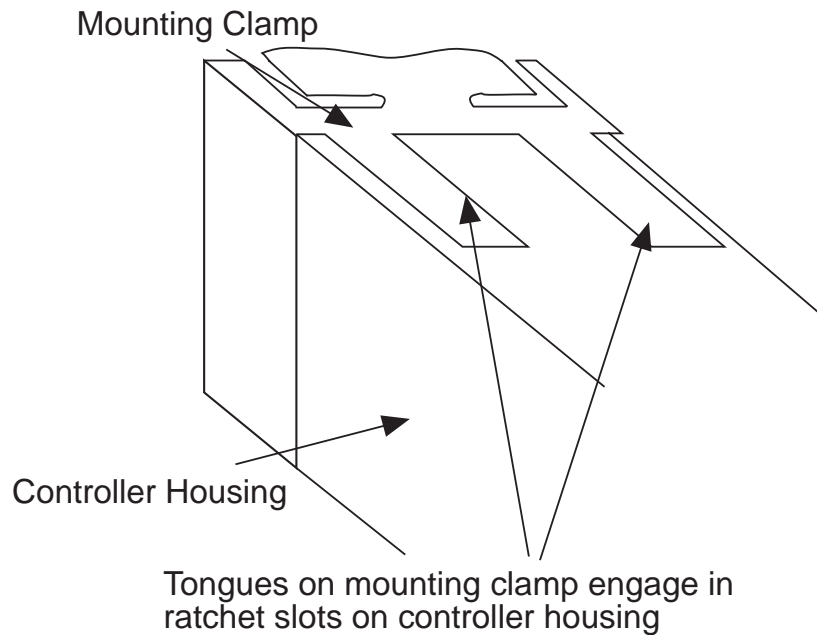 Mounting Clamp
Controller Housing
Tongues on mounting clamp engage in
ratchet slots on controller housing